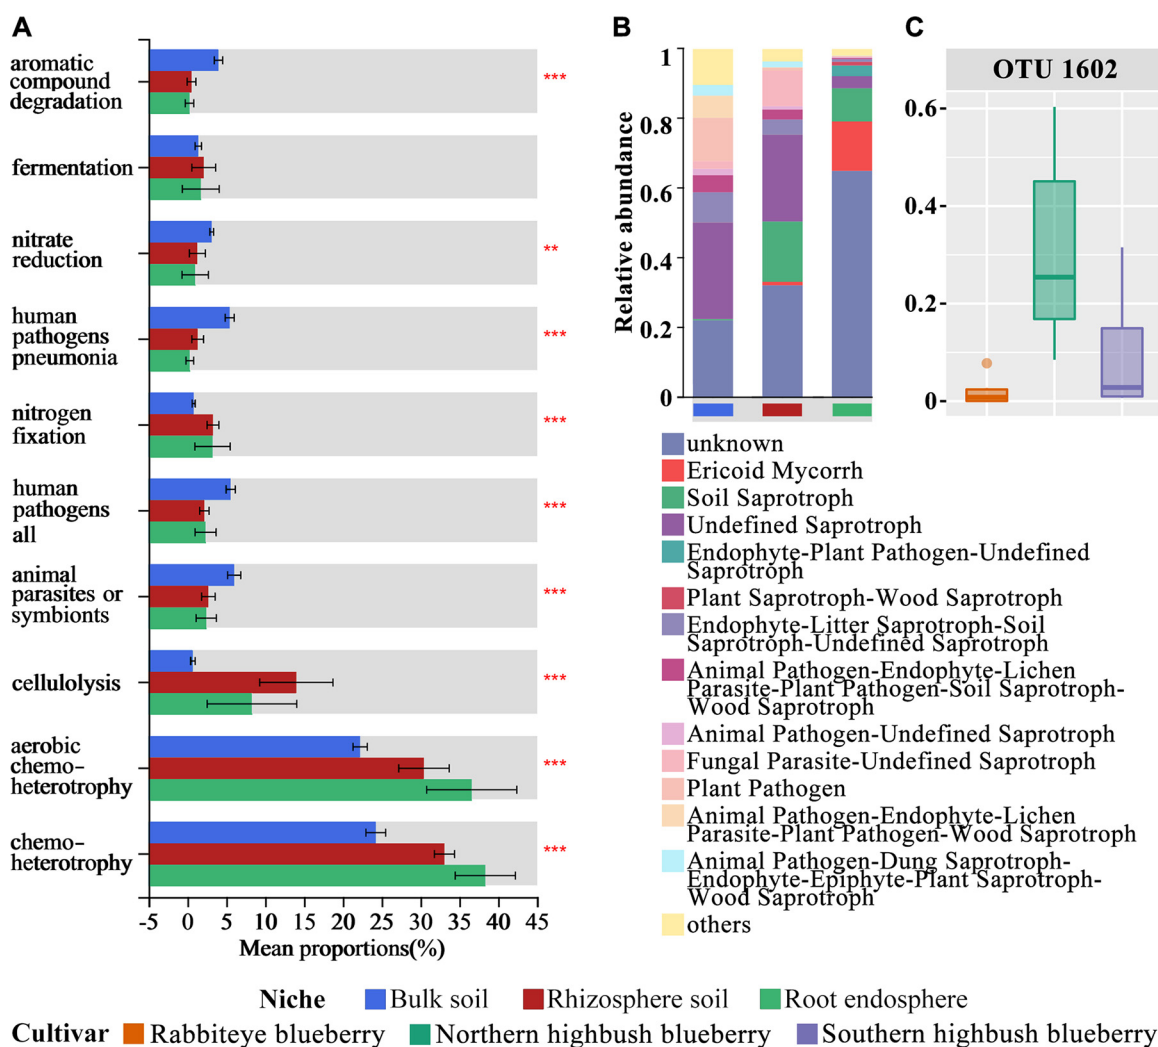 A
aromatic
compound
degradation
***
fermentation
nitrate
reduction
**
human
pathogens
pneumonia
***
nitrogen
fixation
***
human
pathogens
all
***
animal
parasites or
symbionts
***
cellulolysis
***
aerobic
chemo-
heterotrophy
***
chemo-
heterotrophy
***
-5 0 5 10 15 20 25 30 35 40 45
Mean proportions(%)
B
Relative abundance
1
0.8
0.6
0.4
0.2
0
unknown
Ericoid Mycorrh
Soil Saprotroph
Undefined Saprotroph
Endophyte-Plant Pathogen-Undefined
Saprotroph
Plant Saprotroph-Wood Saprotroph
Endophyte-Litter Saprotroph-Soil
Saprotroph-Undefined Saprotroph
Animal Pathogen-Endophyte-Lichen
Parasite-Plant Pathogen-Soil Saprotroph-
Wood Saprotroph
Animal Pathogen-Undefined Saprotroph
Fungal Parasite-Undefined Saprotroph
Plant Pathogen
Animal Pathogen-Endophyte-Lichen
Parasite-Plant Pathogen-Wood Saprotroph
Animal Pathogen-Dung Saprotroph-
Endophyte-Epiphyte-Plant Saprotroph-
Wood Saprotroph
others
C
OTU 1602
0.6
0.4
0.2
0
Niche Bulk soil Rhizosphere soil Root endosphere
Cultivar Rabbiteye blueberry Northern highbush blueberry Southern highbush blueberry